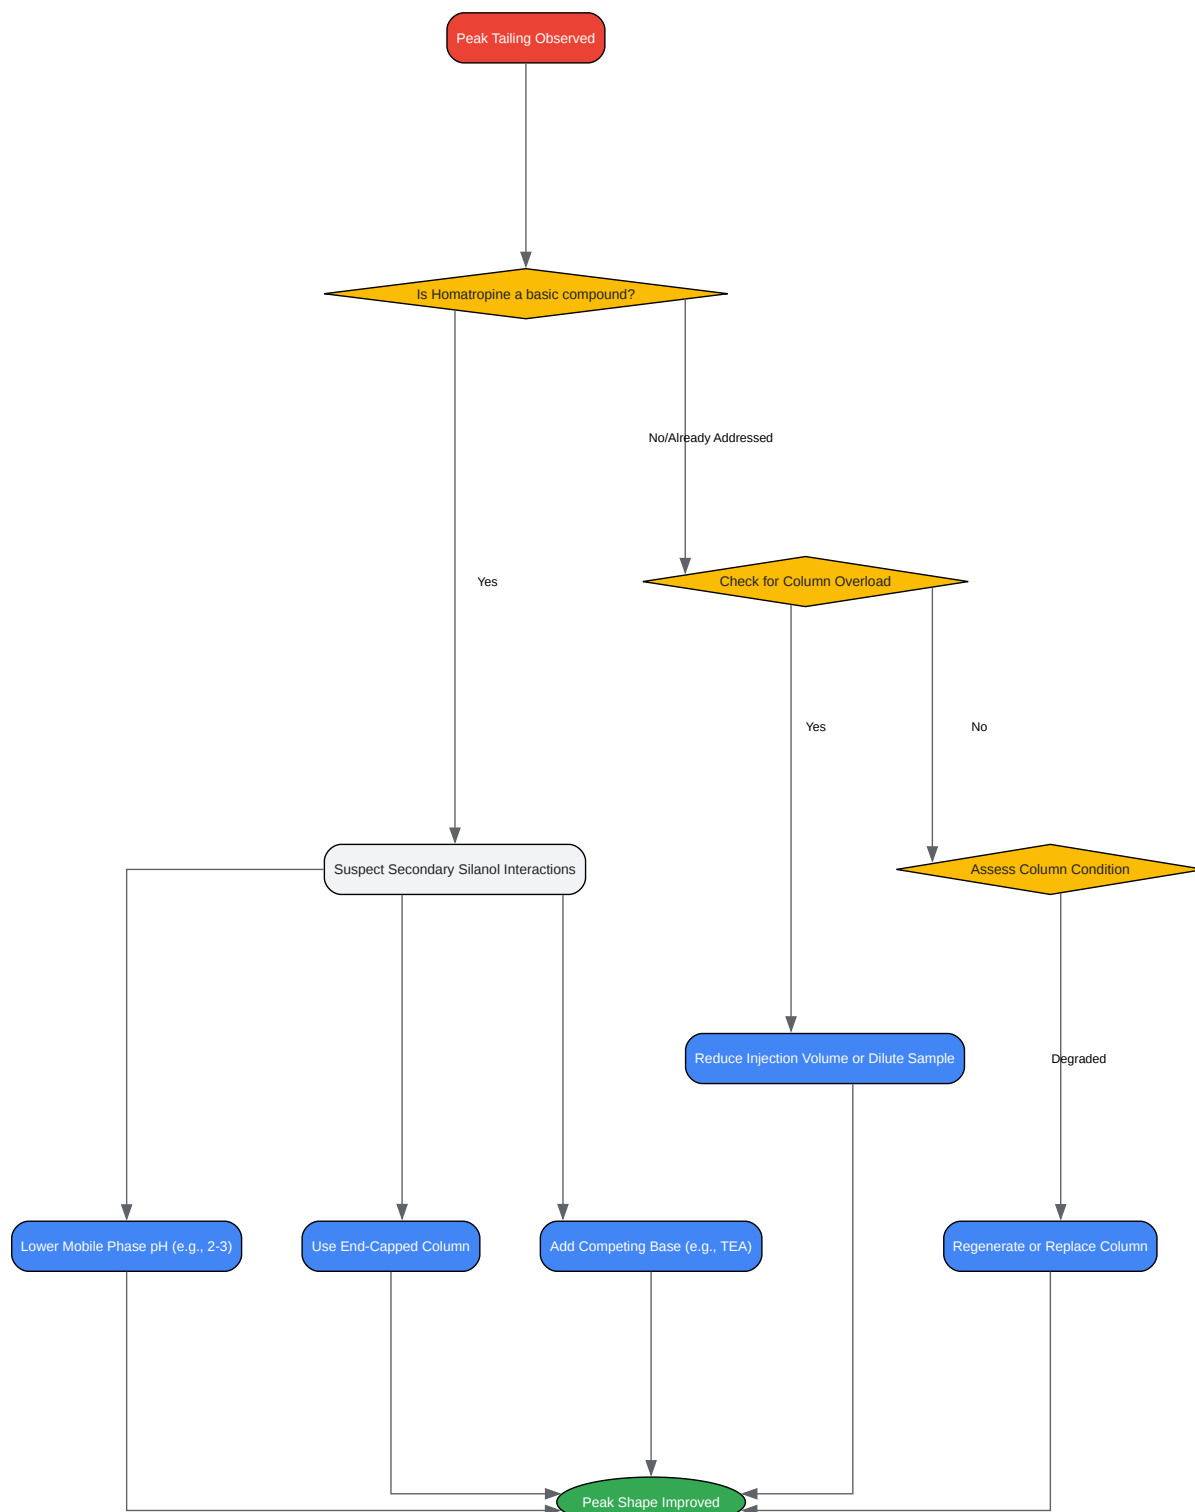 Peak Tailing Observed
Is Homatropine a basic compound?
No/Already Addressed
Yes
Check for Column Overload
Yes
No
Suspect Secondary Silanol Interactions
Assess Column Condition
Reduce Injection Volume or Dilute Sample
Degraded
Lower Mobile Phase pH (e.g., 2-3)
Use End-Capped Column
Add Competing Base (e.g., TEA)
Regenerate or Replace Column
Peak Shape Improved